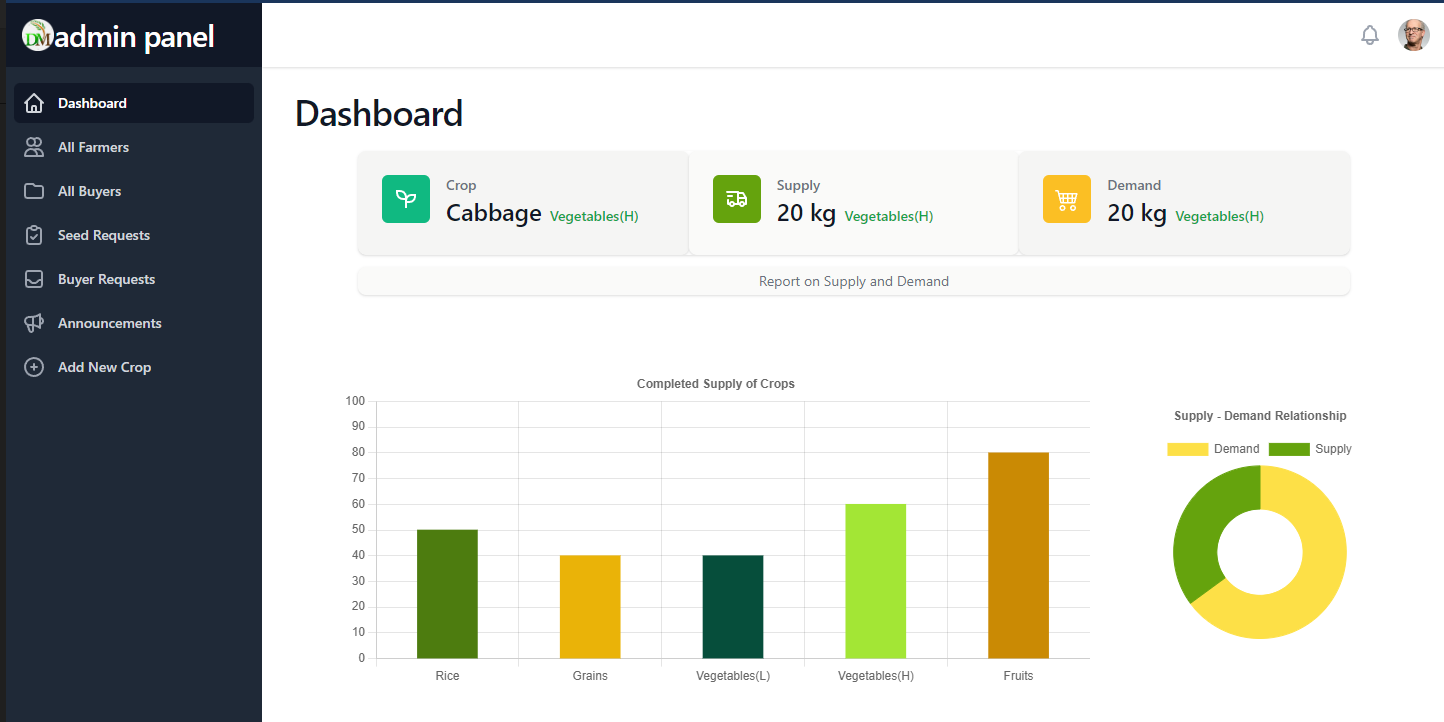 DM admin panel
Dashboard
All Farmers
All Buyers
Seed Requests
Buyer Requests
Announcements
Add New Crop
Dashboard
Crop
Cabbage Vegetables(H)
Supply
20 kg Vegetables(H)
Demand
20 kg Vegetables(H)
Report on Supply and Demand
Completed Supply of Crops
100
90
80
70
60
50
40
30
20
10
0
Rice Grains Vegetables(L) Vegetables(H) Fruits
Supply - Demand Relationship
Demand Supply